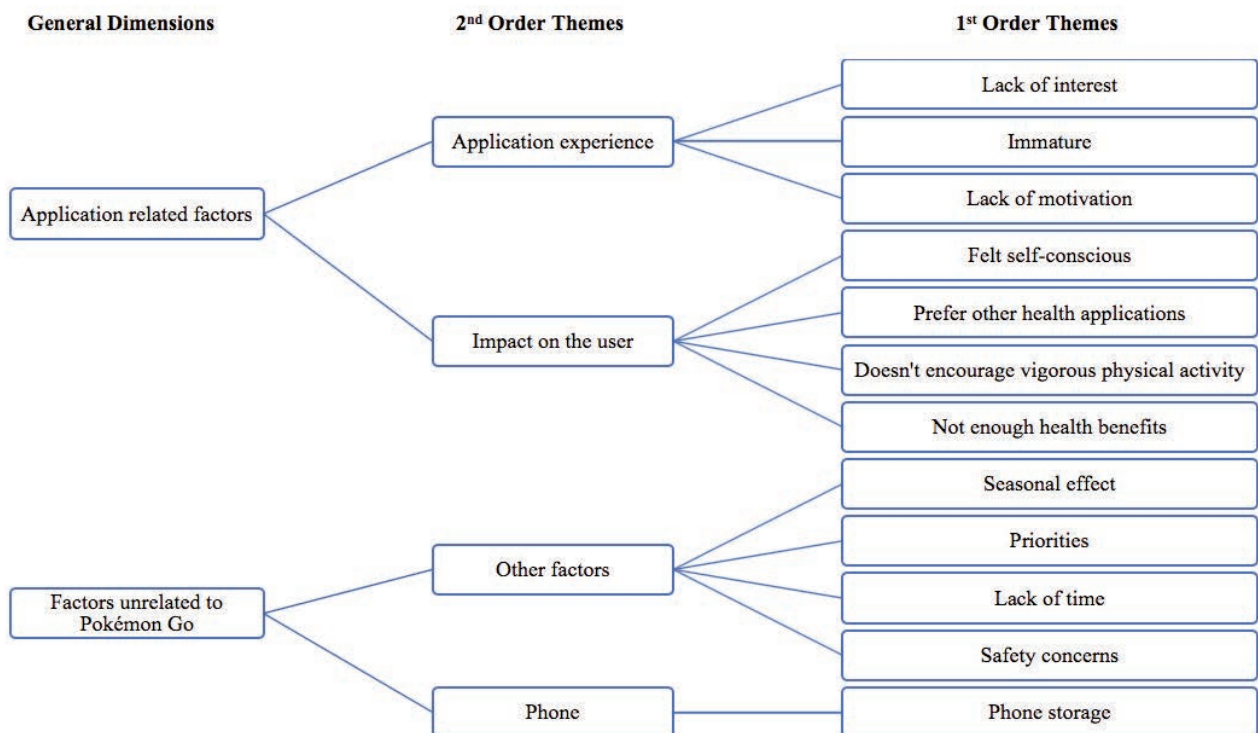 General Dimensions
2nd Order Themes
1st Order Themes
Application related factors
Application experience
Lack of interest
Immature
Lack of motivation
Impact on the user
Felt self-conscious
Prefer other health applications
Doesn't encourage vigorous physical activity
Not enough health benefits
Factors unrelated to
Pokémon Go
Other factors
Seasonal effect
Priorities
Lack of time
Safety concerns
Phone
Phone storage